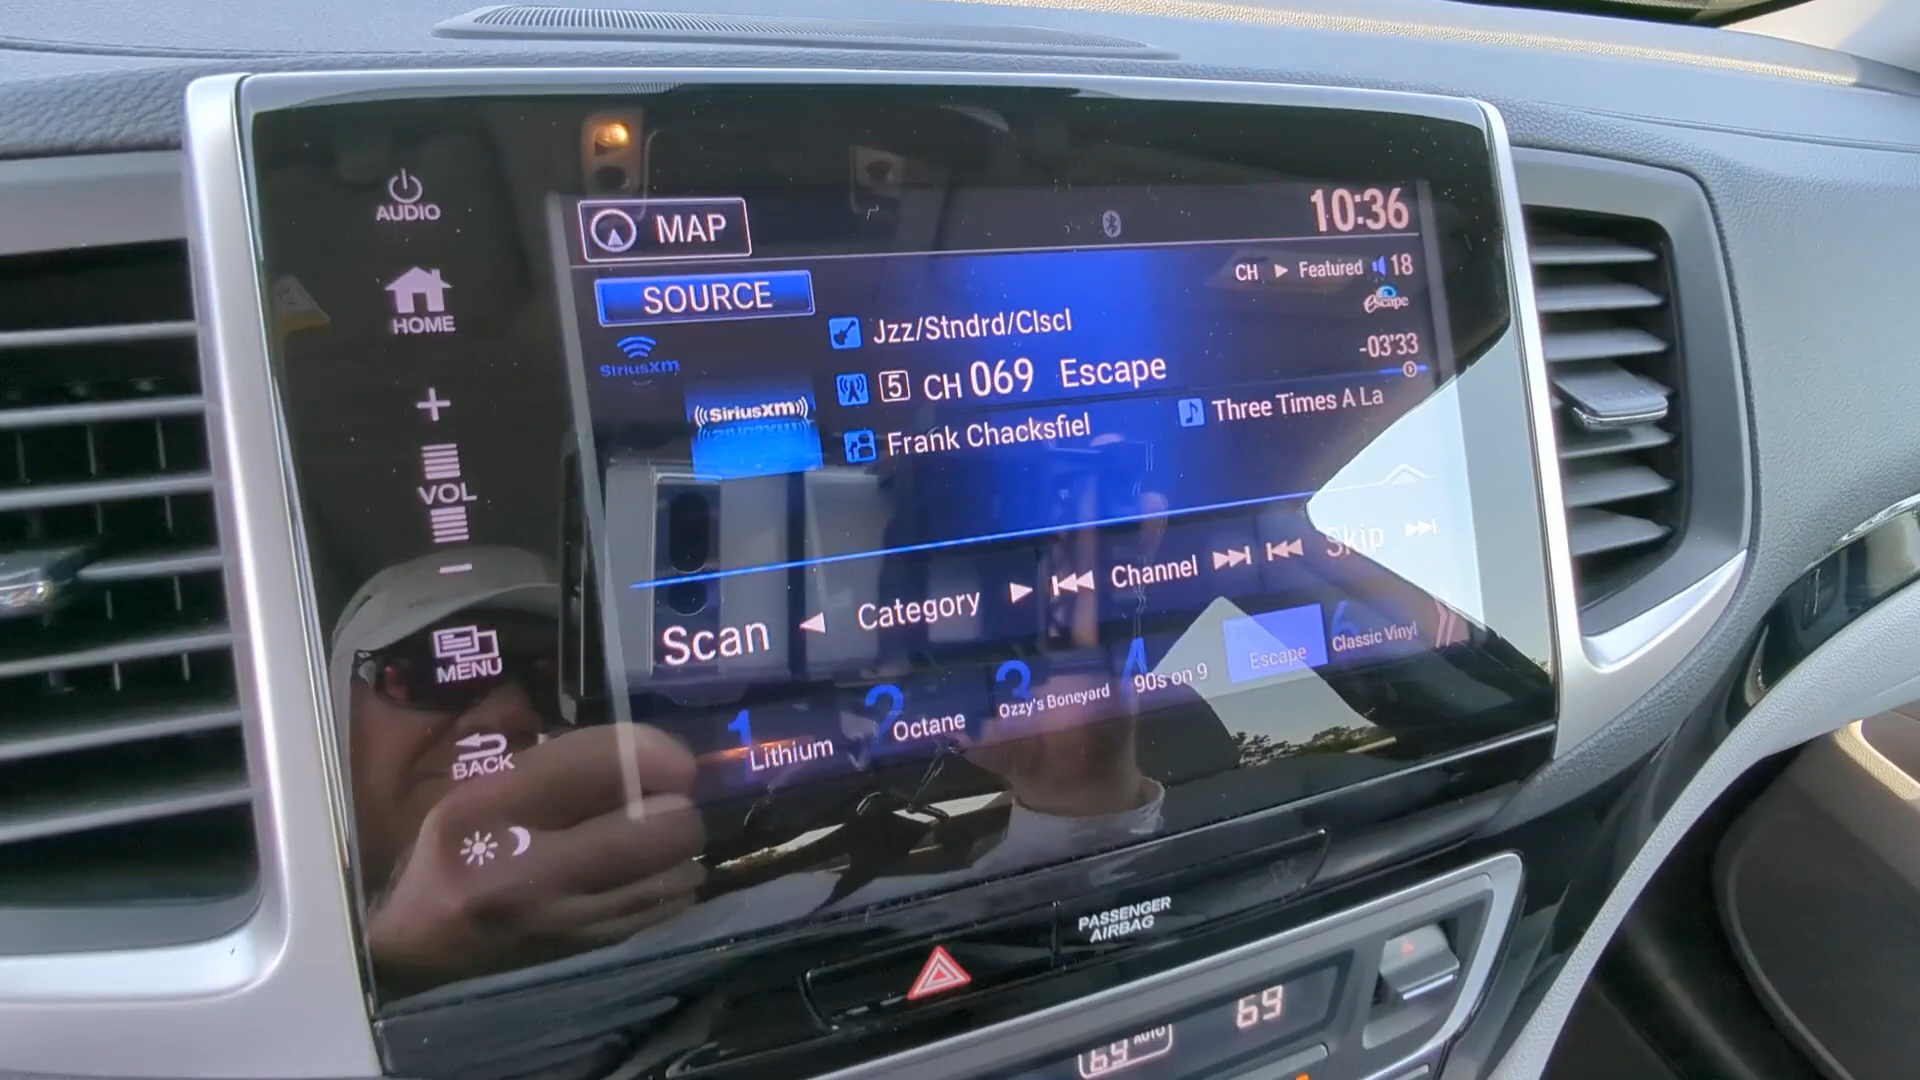 AUDIO
HOME
+
VOL
−
MENU
BACK
MAP
10:36
SOURCE
CH ▶ Featured 18
escape
SiriusXM
Jzz/Stndrd/Clscl
-03'33
SiriusXM
5 CH 069 Escape
Frank Chacksfiel
Three Times A La
Scan
Category
Channel
Skip
1 Lithium
2 Octane
3 Ozzy's Boneyard
4 90s on 9
Escape
6 Classic Vinyl
PASSENGER
AIRBAG
69 AUTO
69